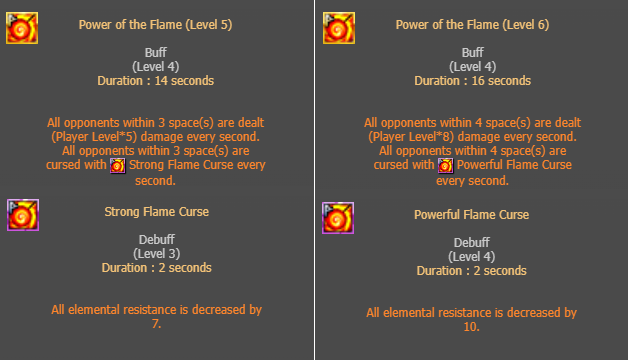 Power of the Flame (Level 5)
Buff
(Level 4)
Duration : 14 seconds
All opponents within 3 space(s) are dealt
(Player Level*5) damage every second.
All opponents within 3 space(s) are
cursed with Strong Flame Curse every
second.
Strong Flame Curse
Debuff
(Level 3)
Duration : 2 seconds
All elemental resistance is decreased by
7.
Power of the Flame (Level 6)
Buff
(Level 4)
Duration : 16 seconds
All opponents within 4 space(s) are dealt
(Player Level*8) damage every second.
All opponents within 4 space(s) are
cursed with Powerful Flame Curse
every second.
Powerful Flame Curse
Debuff
(Level 4)
Duration : 2 seconds
All elemental resistance is decreased by
10.